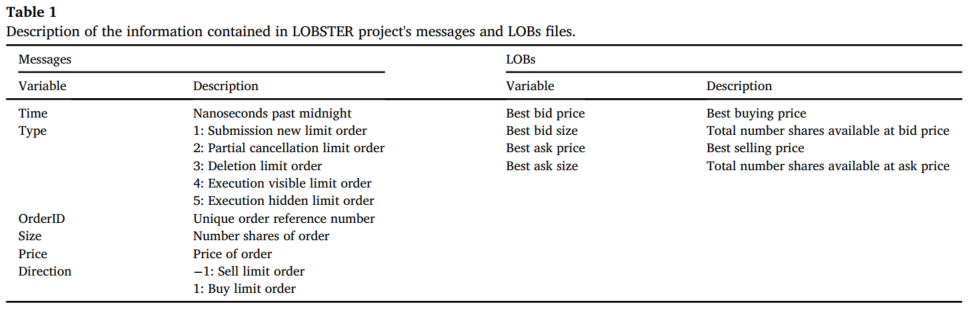 Table 1
Description of the information contained in LOBSTER project's messages and LOBs files.
Messages LOBs
Variable Description Variable Description
Time Nanoseconds past midnight Best bid price Best buying price
Type 1: Submission new limit order Best bid size Total number shares available at bid price
2: Partial cancellation limit order Best ask price Best selling price
3: Deletion limit order Best ask size Total number shares available at ask price
4: Execution visible limit order
5: Execution hidden limit order
OrderID Unique order reference number
Size Number shares of order
Price Price of order
Direction −1: Sell limit order
1: Buy limit order